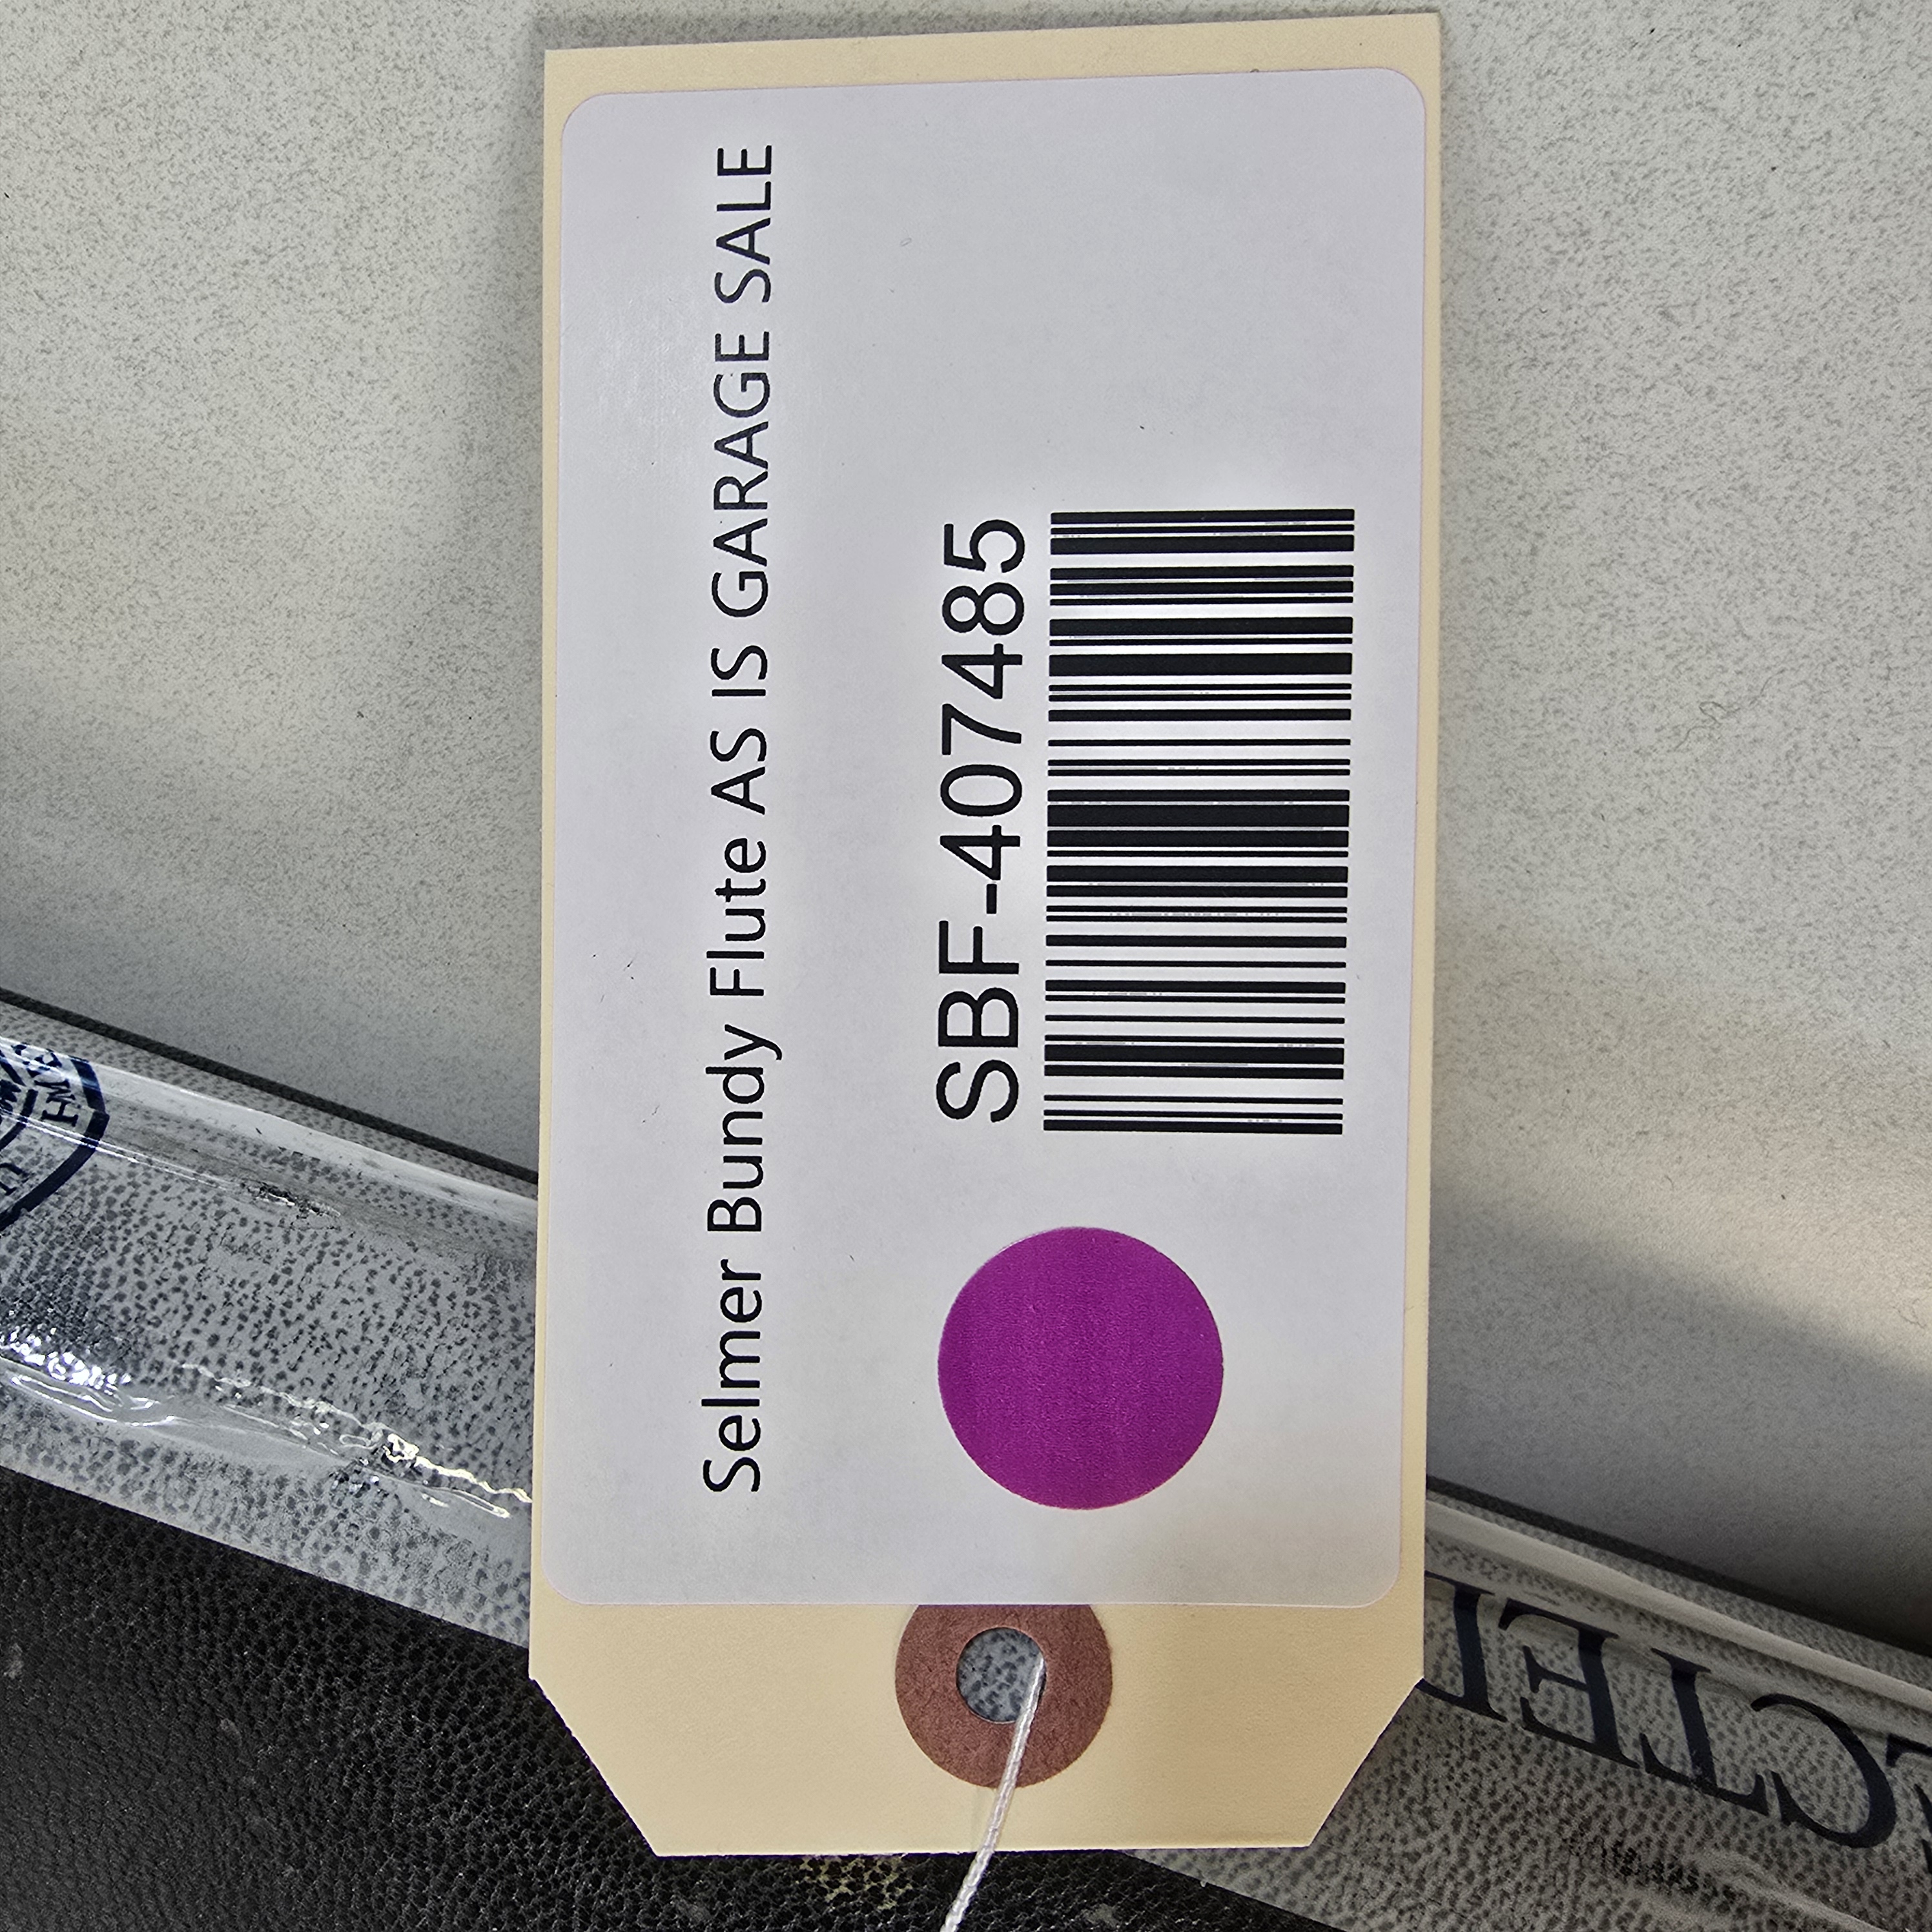 Selmer Bundy Flute AS IS GARAGE SALE
SBF-407485